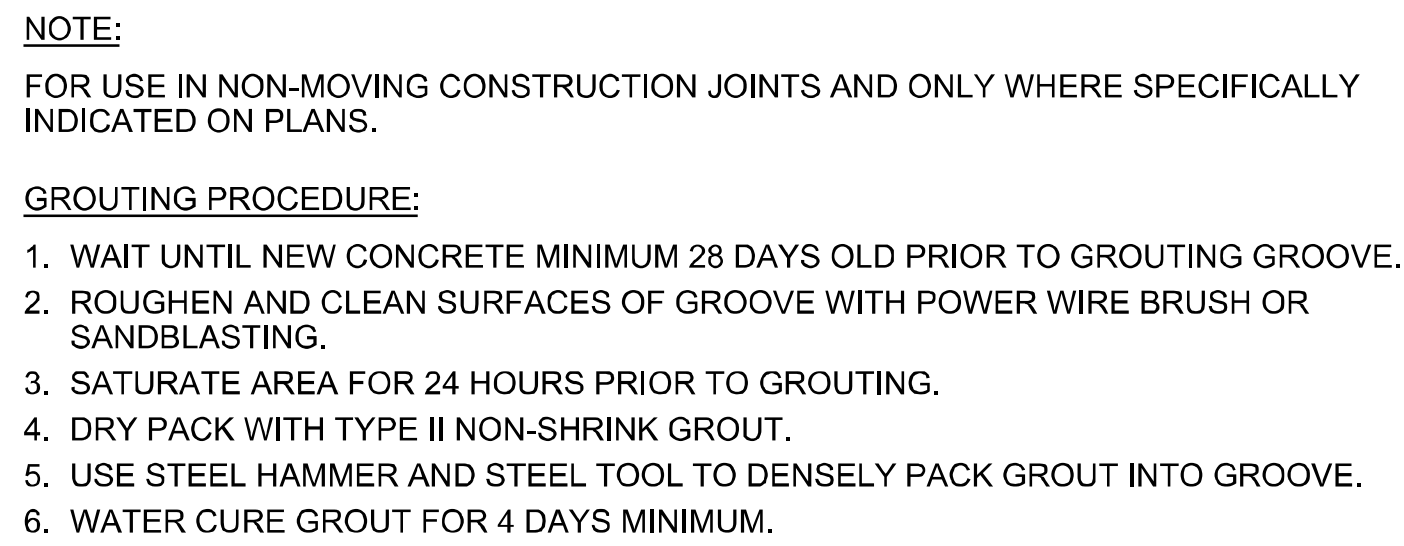 NOTE:
FOR USE IN NON-MOVING CONSTRUCTION JOINTS AND ONLY WHERE SPECIFICALLY
INDICATED ON PLANS.
GROUTING PROCEDURE:
1. WAIT UNTIL NEW CONCRETE MINIMUM 28 DAYS OLD PRIOR TO GROUTING GROOVE.
2. ROUGHEN AND CLEAN SURFACES OF GROOVE WITH POWER WIRE BRUSH OR
SANDBLASTING.
3. SATURATE AREA FOR 24 HOURS PRIOR TO GROUTING.
4. DRY PACK WITH TYPE II NON-SHRINK GROUT.
5. USE STEEL HAMMER AND STEEL TOOL TO DENSELY PACK GROUT INTO GROOVE.
6. WATER CURE GROUT FOR 4 DAYS MINIMUM.